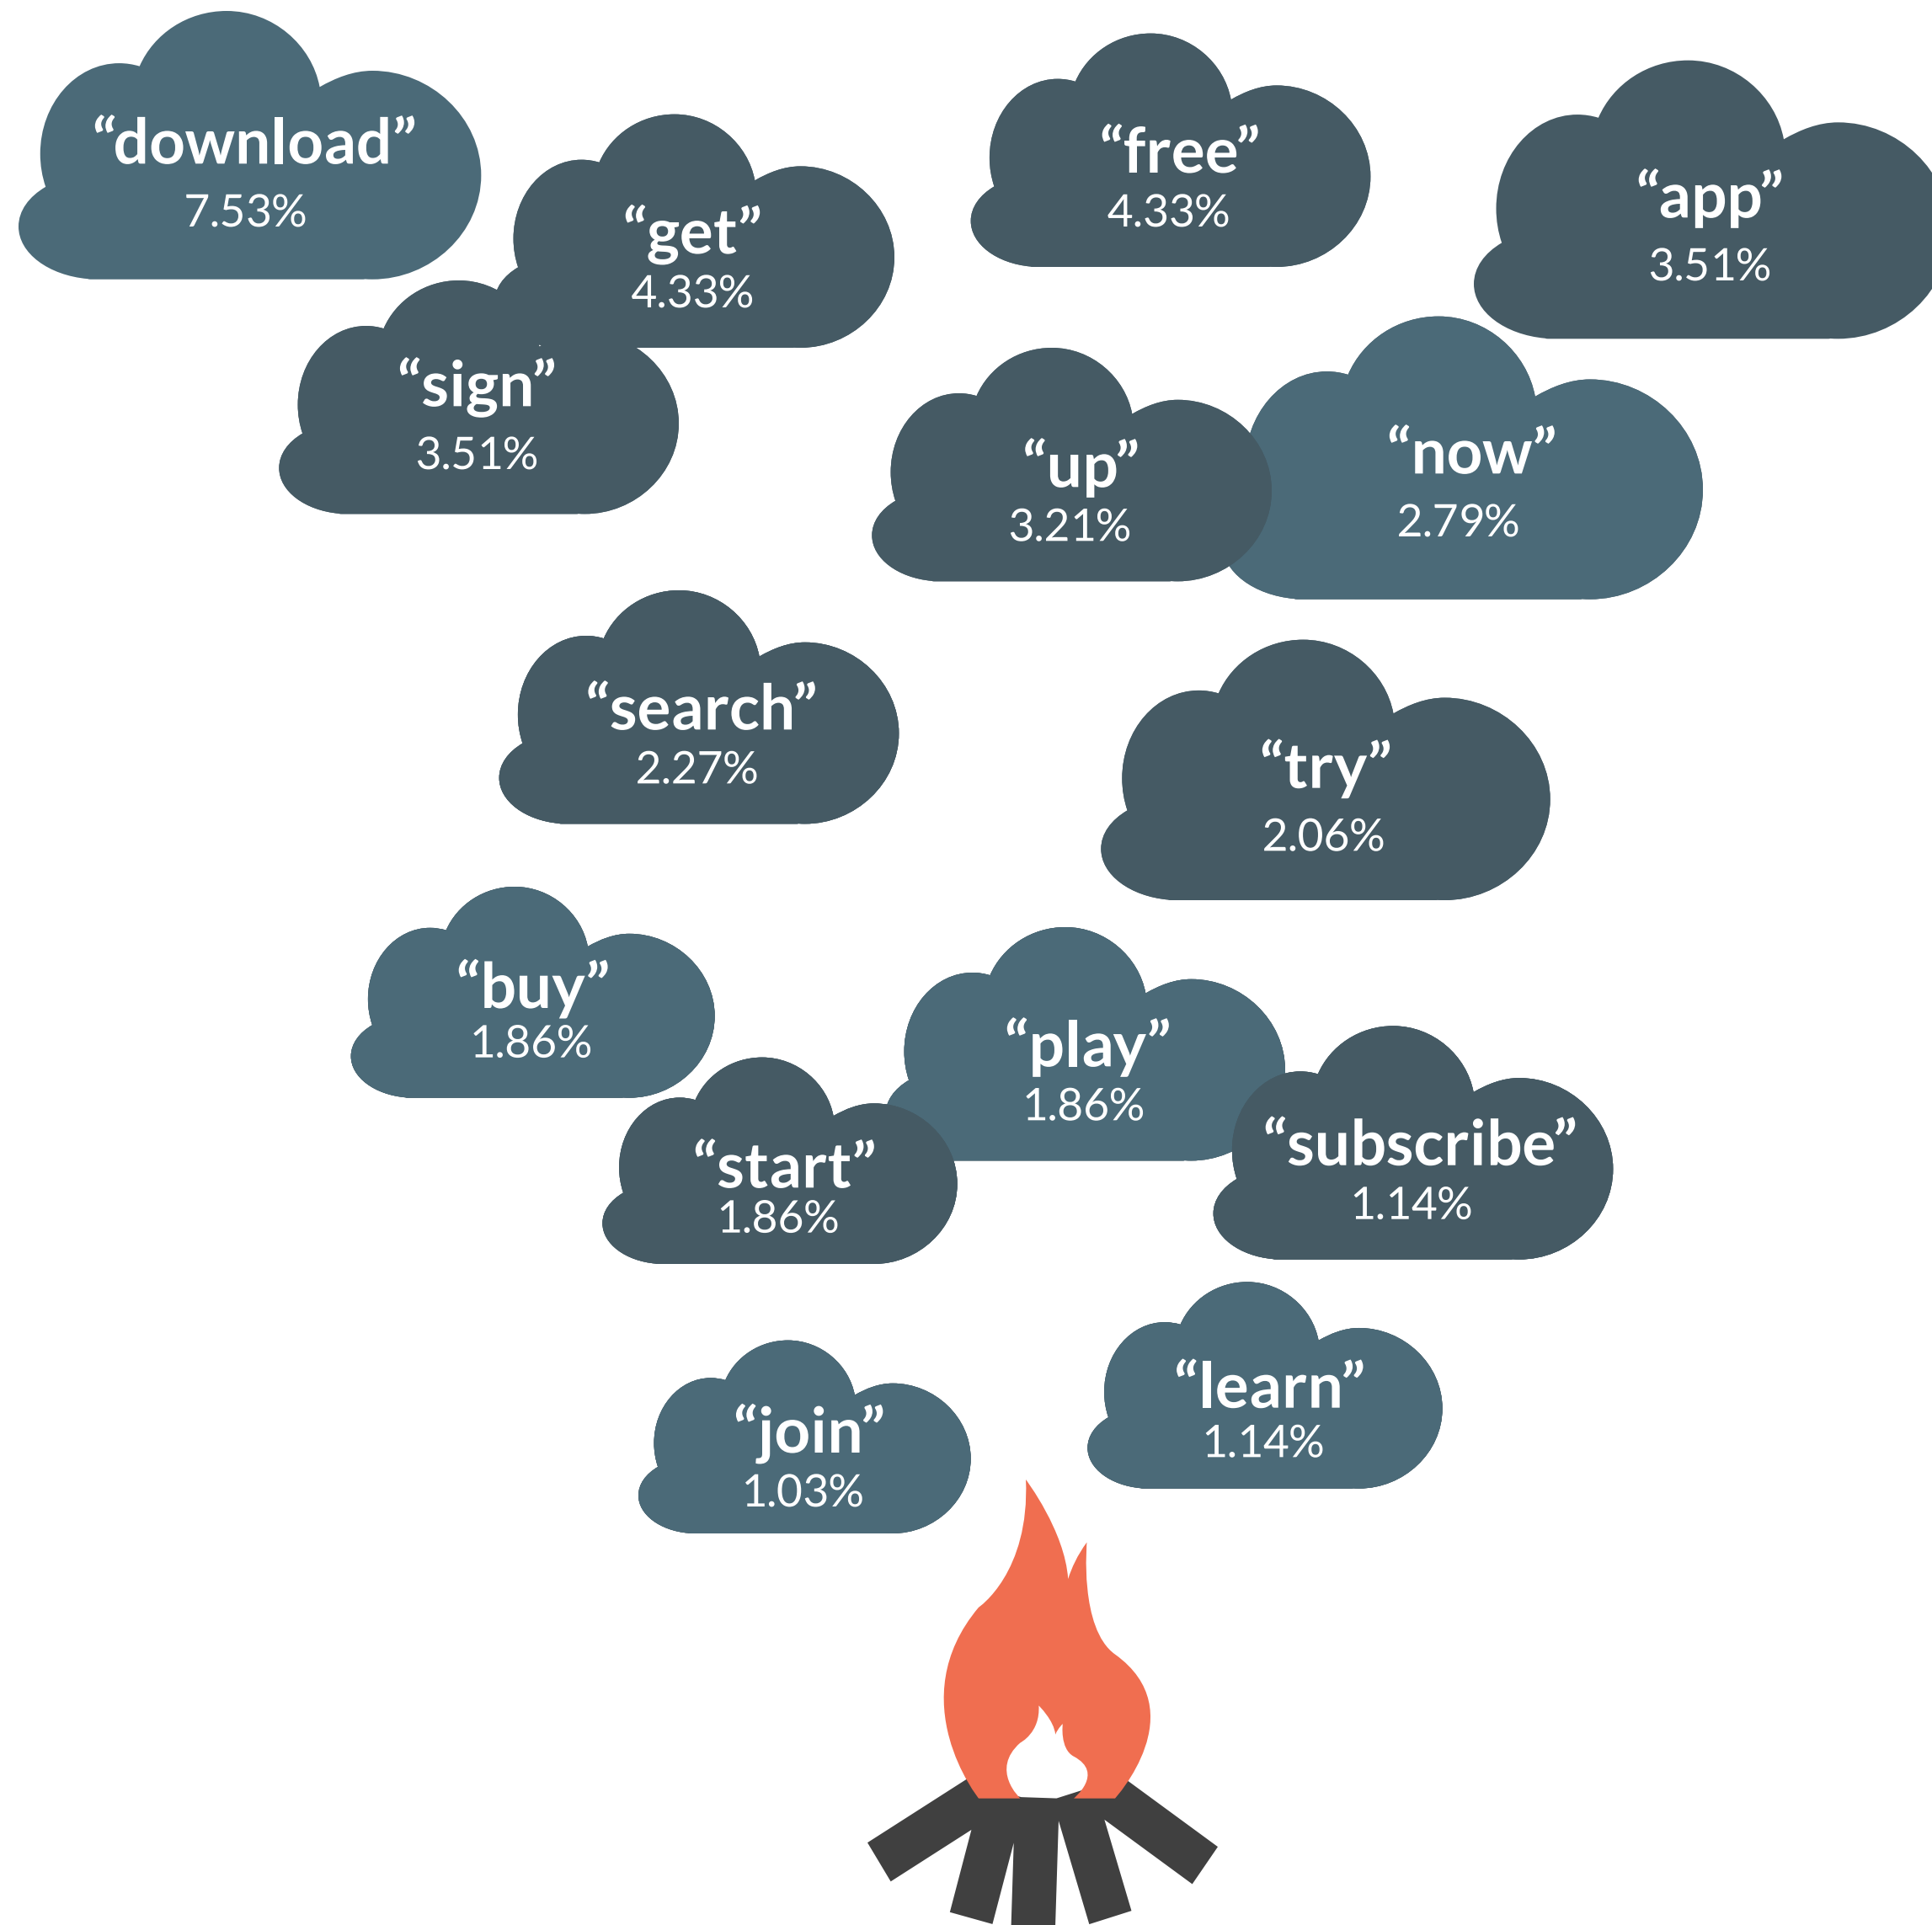 “download”
7.53%
“get”
4.33%
“free”
4.33%
“app”
3.51%
“sign”
3.51%
“up”
3.21%
“now”
2.79%
“search”
2.27%
“try”
2.06%
“buy”
1.86%
“play”
1.86%
“start”
1.86%
“subscribe”
1.14%
“learn”
1.14%
“join”
1.03%